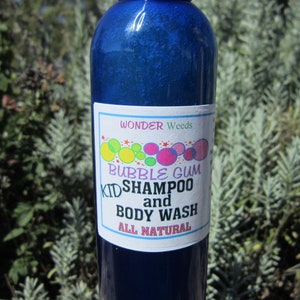 WONDER Weeds
BUBBLE GUM
KID SHAMPOO
and
BODY WASH
ALL NATURAL